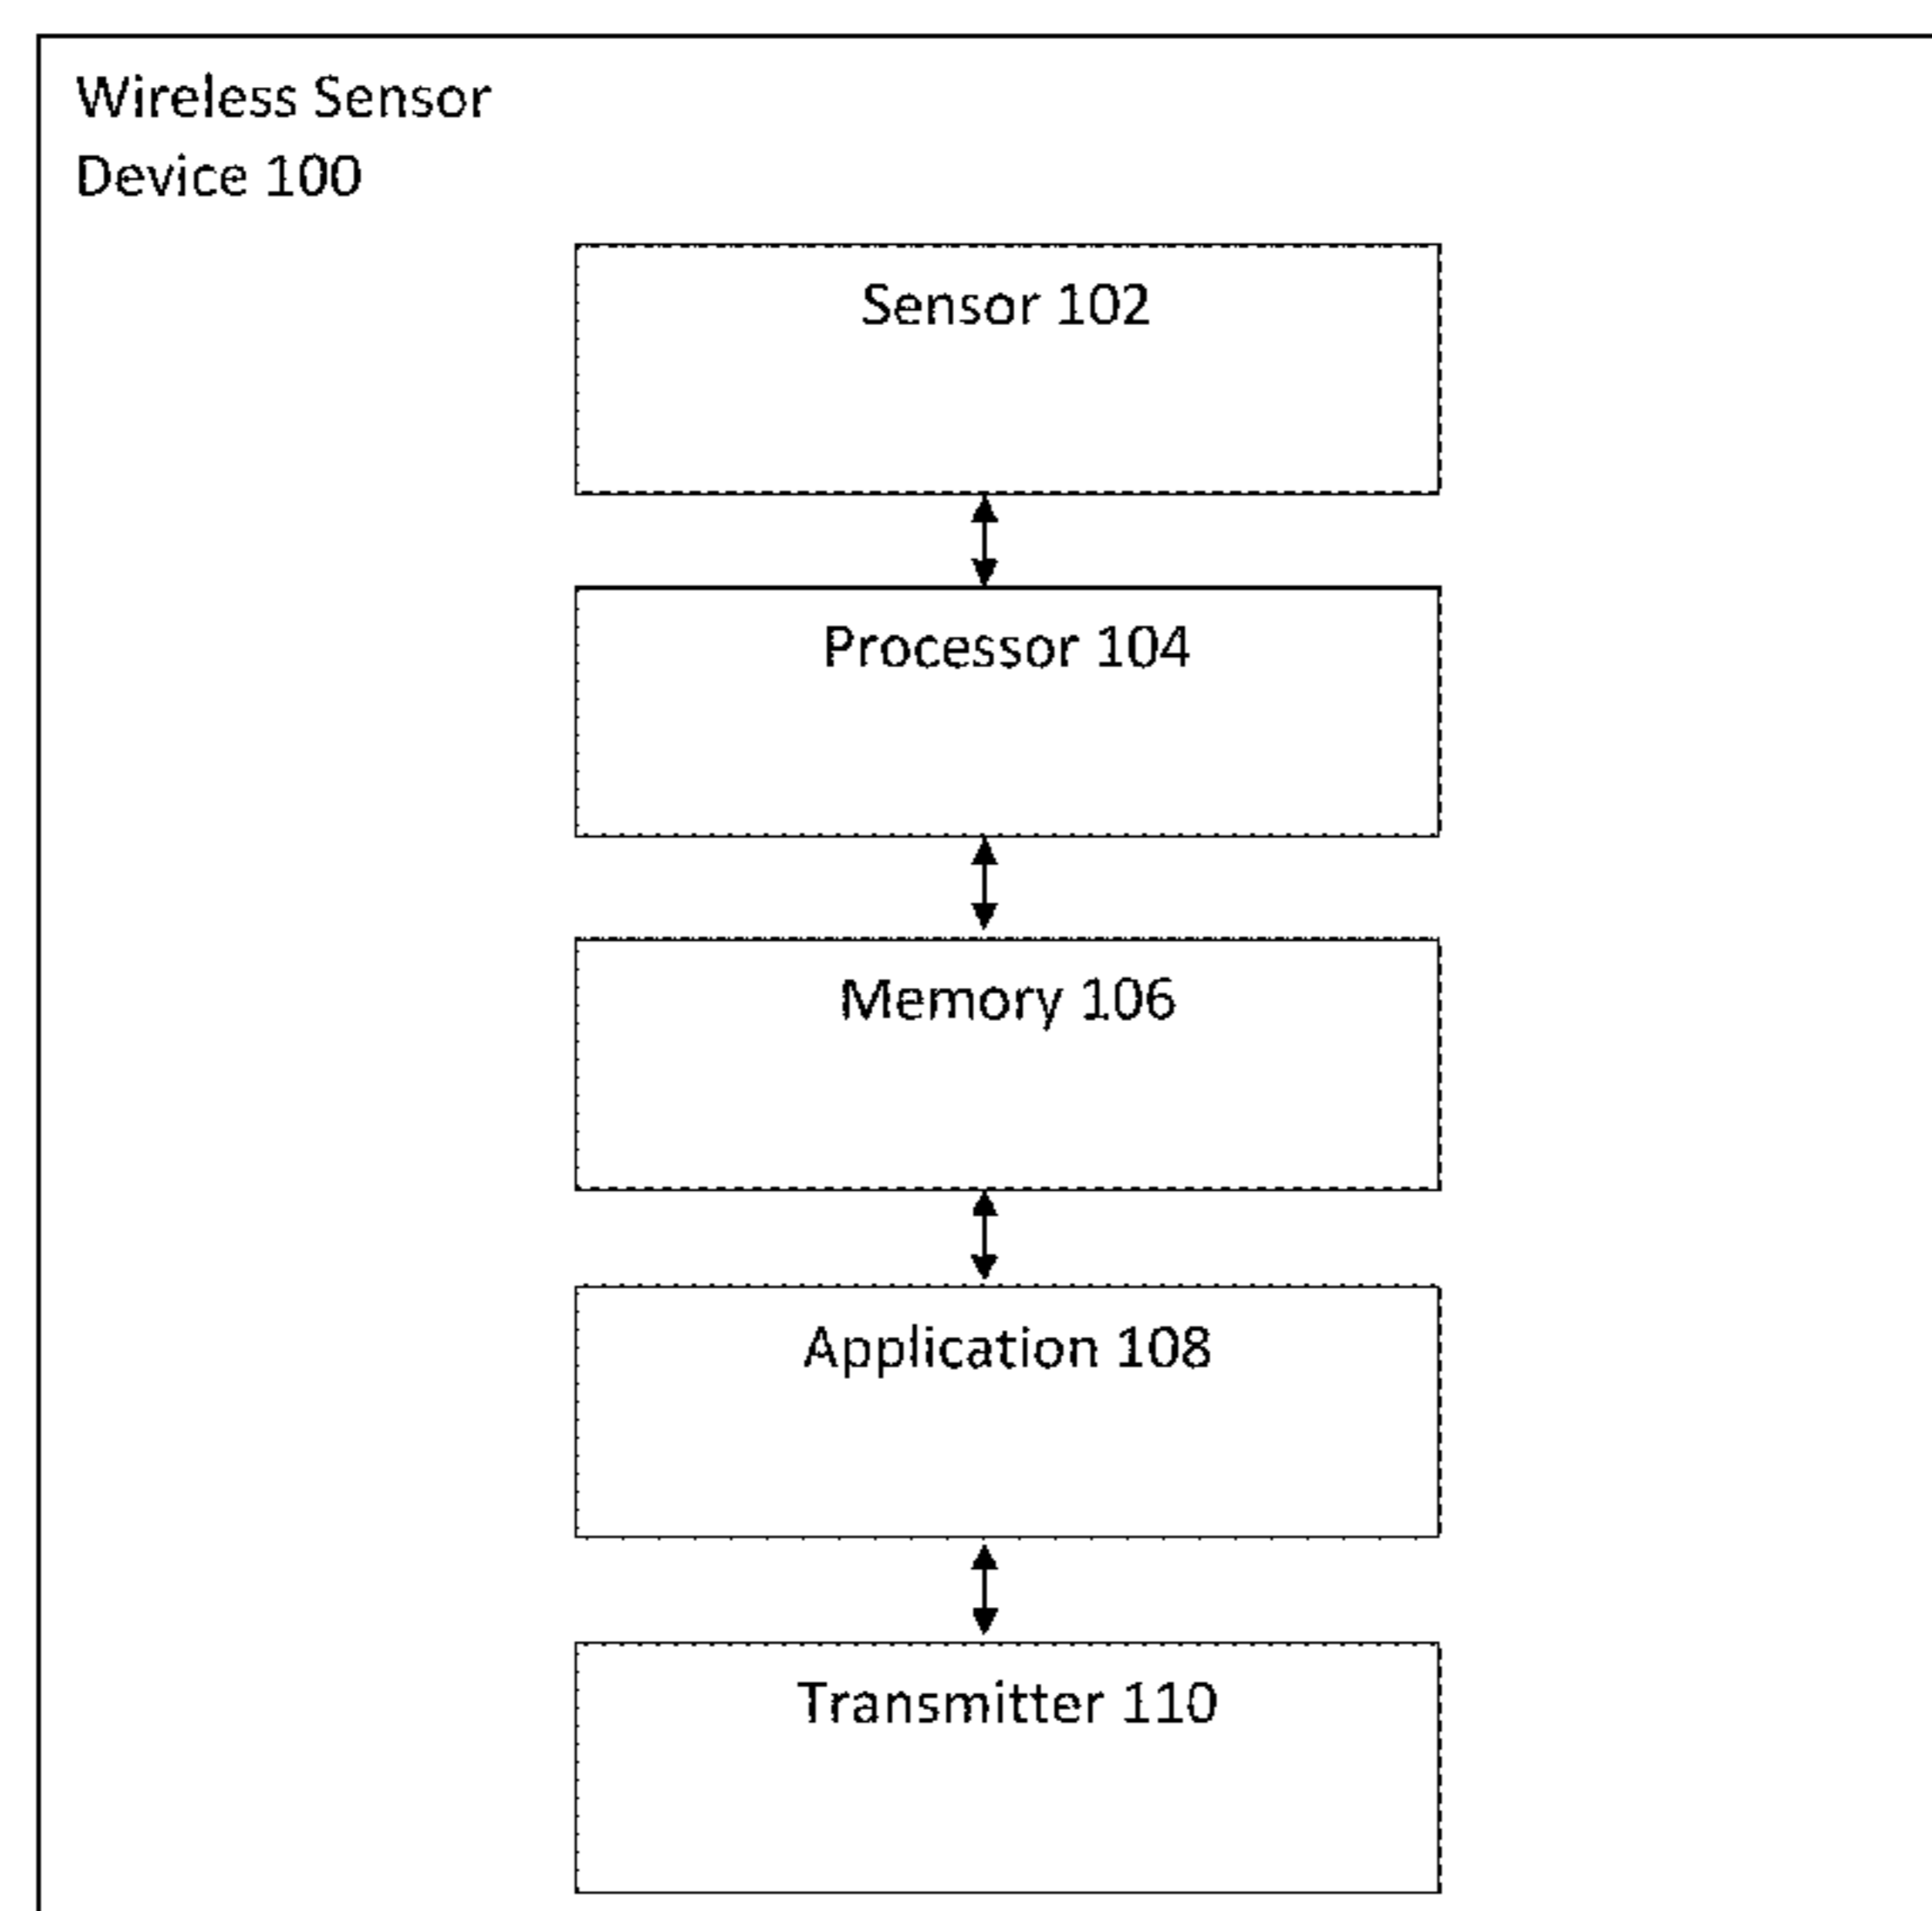 Wireless Sensor
Device 100
Sensor 102
Processor 104
Memory 106
Application 108
Transmitter 110